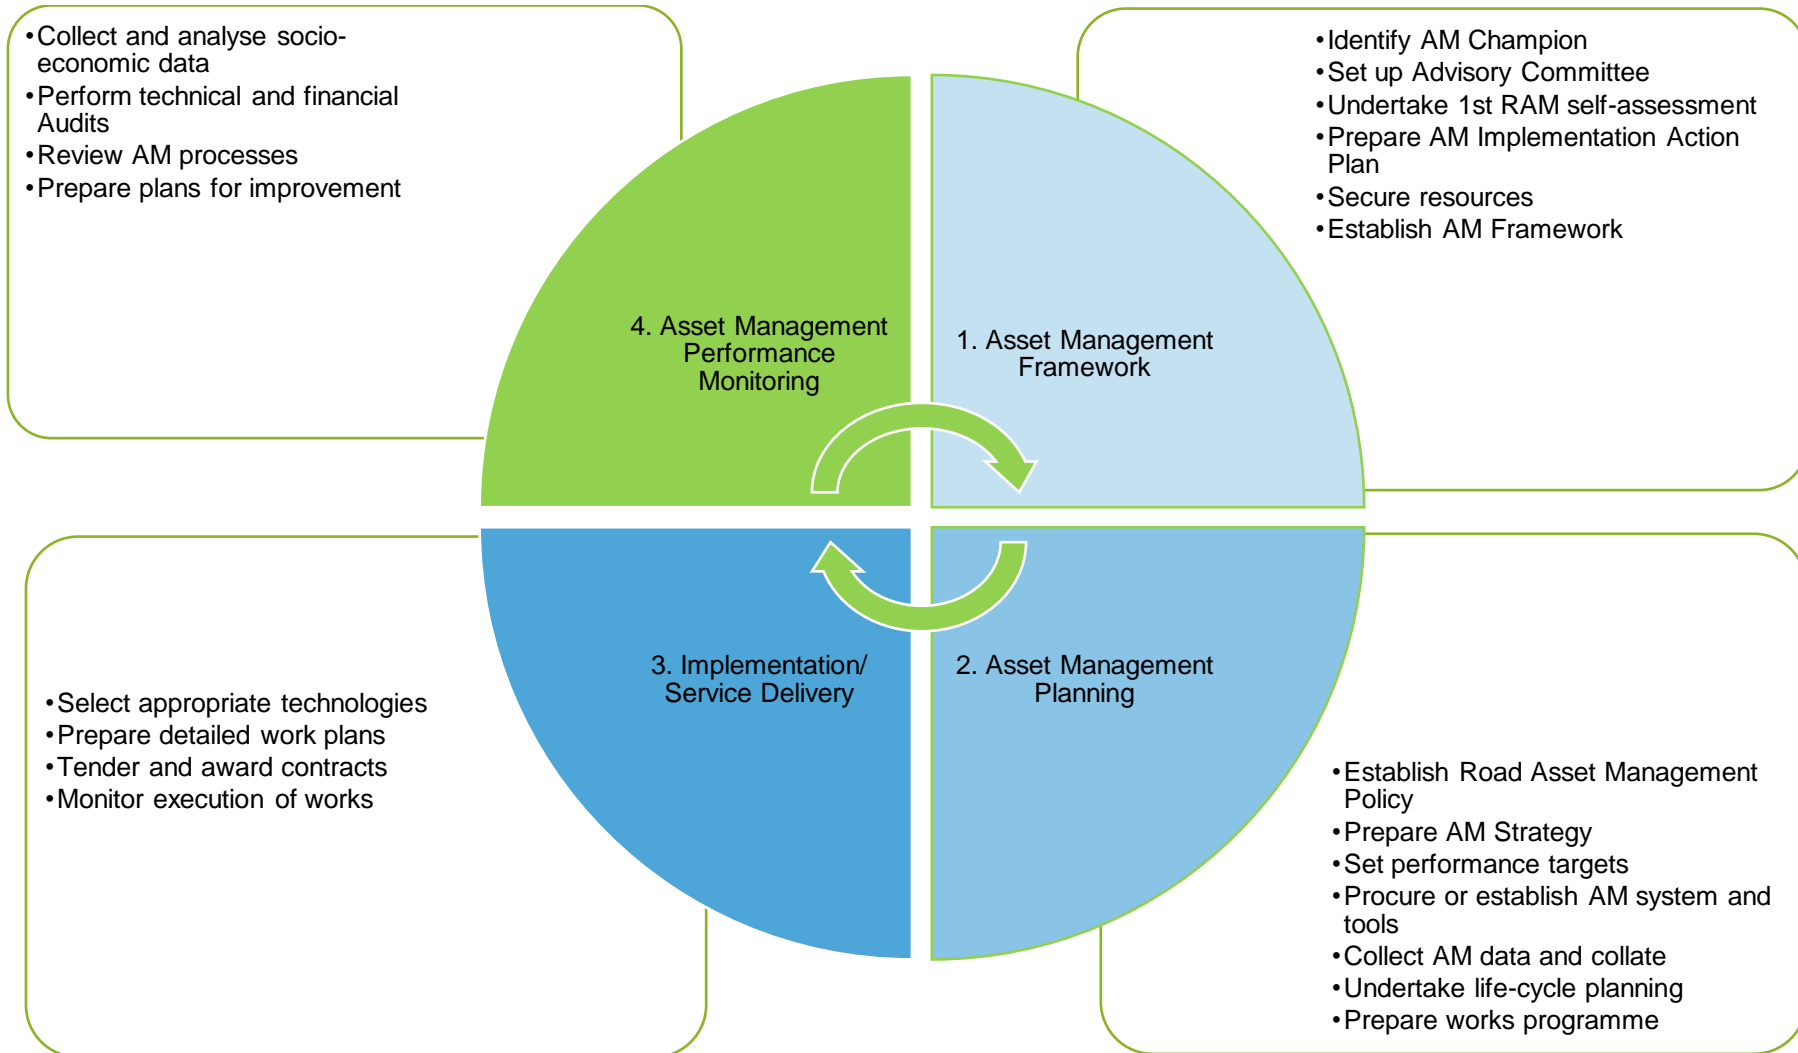 •Collect and analyse socio-
economic data
•Perform technical and financial
Audits
•Review AM processes
•Prepare plans for improvement
•Identify AM Champion
•Set up Advisory Committee
•Undertake 1st RAM self-assessment
•Prepare AM Implementation Action
Plan
•Secure resources
•Establish AM Framework
4. Asset Management
Performance
Monitoring
1. Asset Management
Framework
3. Implementation/
Service Delivery
2. Asset Management
Planning
•Select appropriate technologies
•Prepare detailed work plans
•Tender and award contracts
•Monitor execution of works
•Establish Road Asset Management
Policy
•Prepare AM Strategy
•Set performance targets
•Procure or establish AM system and
tools
•Collect AM data and collate
•Undertake life-cycle planning
•Prepare works programme